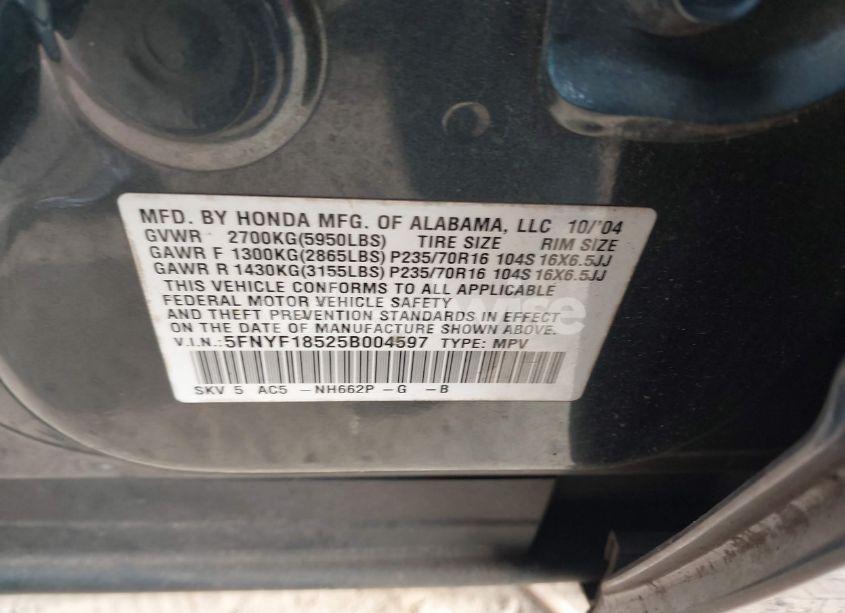 MFD. BY HONDA MFG. OF ALABAMA, LLC 10/'04
GVWR 2700KG(5950LBS) TIRE SIZE RIM SIZE
GAWR F 1300KG(2865LBS) P235/70R16 104S 16X6.5JJ
GAWR R 1430KG(3155LBS) P235/70R16 104S 16X6.5JJ
THIS VEHICLE CONFORMS TO ALL APPLICABLE
FEDERAL MOTOR VEHICLE SAFETY
AND THEFT PREVENTION STANDARDS IN EFFECT
ON THE DATE OF MANUFACTURE SHOWN ABOVE.
V.I.N.:5FNYF18525B004597 TYPE: MPV
SKV 5 AC5 -NH662P -G -B